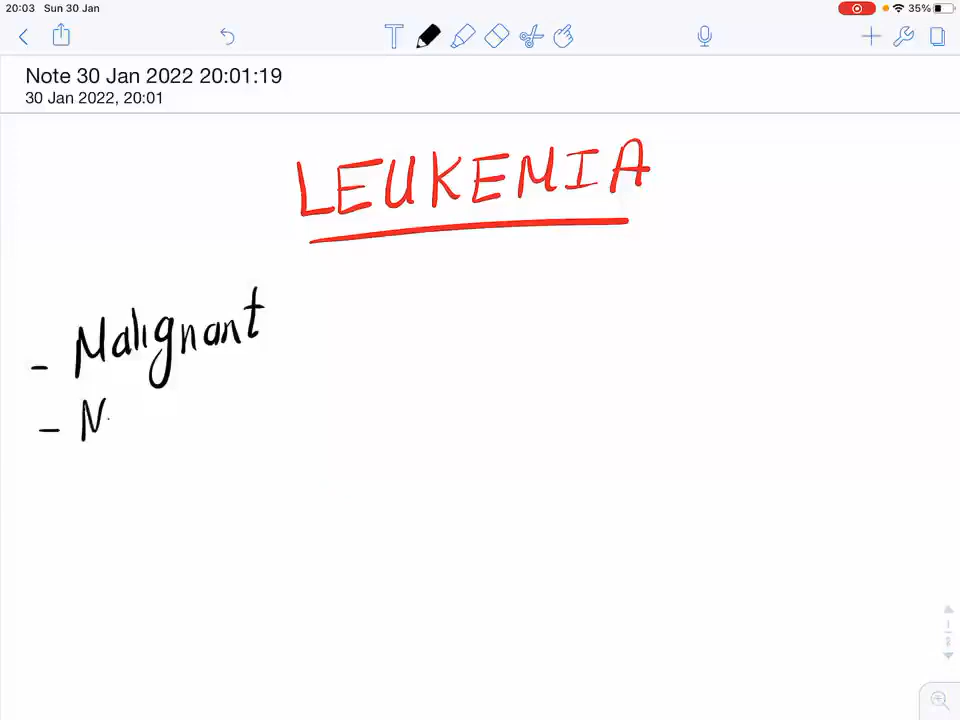 20:03 Sun 30 Jan 35%
T
Note 30 Jan 2022 20:01:19
30 Jan 2022, 20:01
LEUKEMIA
- Malignant
- N